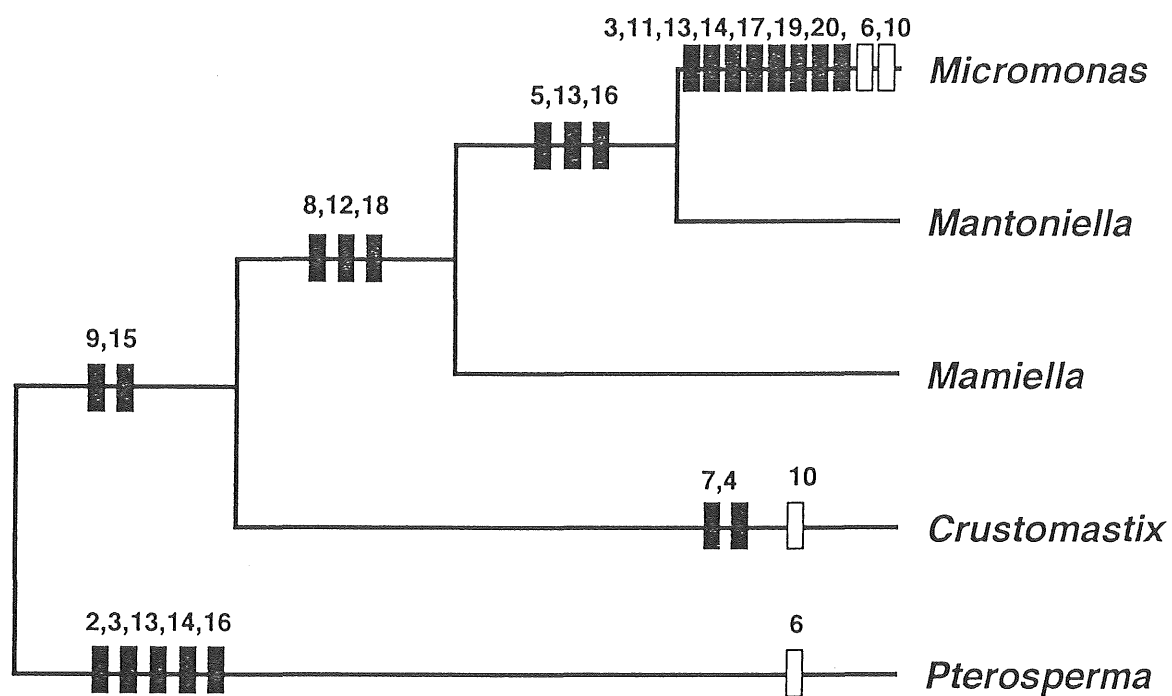 3,11,13,14,17,19,20, 6,10
Micromonas
5,13,16
8,12,18
Mantoniella
9,15
Mamiella
7,4 10
Crustomastix
2,3,13,14,16 6
Pterosperma